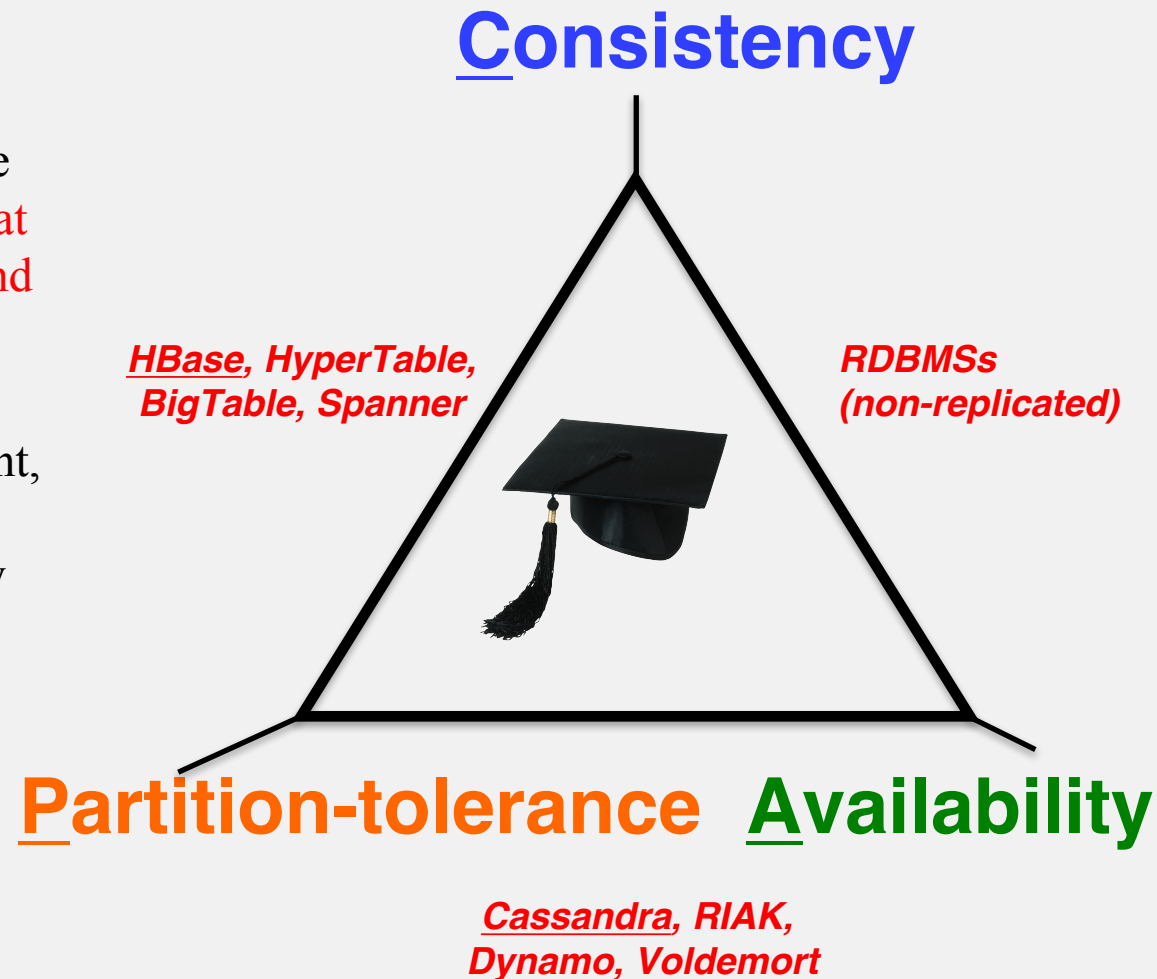 Consistency
HBase, HyperTable,
BigTable, Spanner
RDBMSs
(non-replicated)
Partition-tolerance
Availability
Cassandra, RIAK,
Dynamo, Voldemort